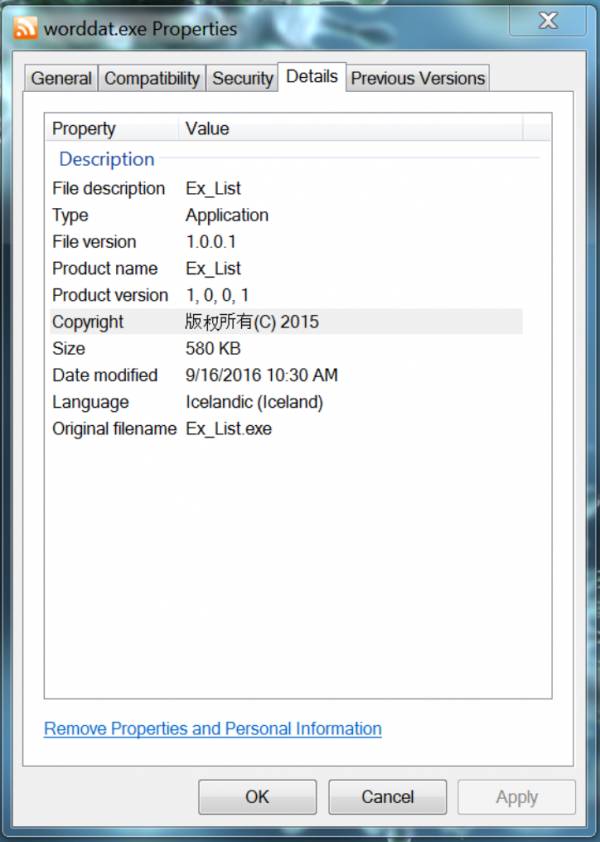 worddat.exe Properties
General Compatibility Security Details Previous Versions
Property Value
Description
File description Ex_List
Type Application
File version 1.0.0.1
Product name Ex_List
Product version 1, 0, 0, 1
Copyright 版权所有(C) 2015
Size 580 KB
Date modified 9/16/2016 10:30 AM
Language Icelandic (Iceland)
Original filename Ex_List.exe
Remove Properties and Personal Information
OK Cancel Apply